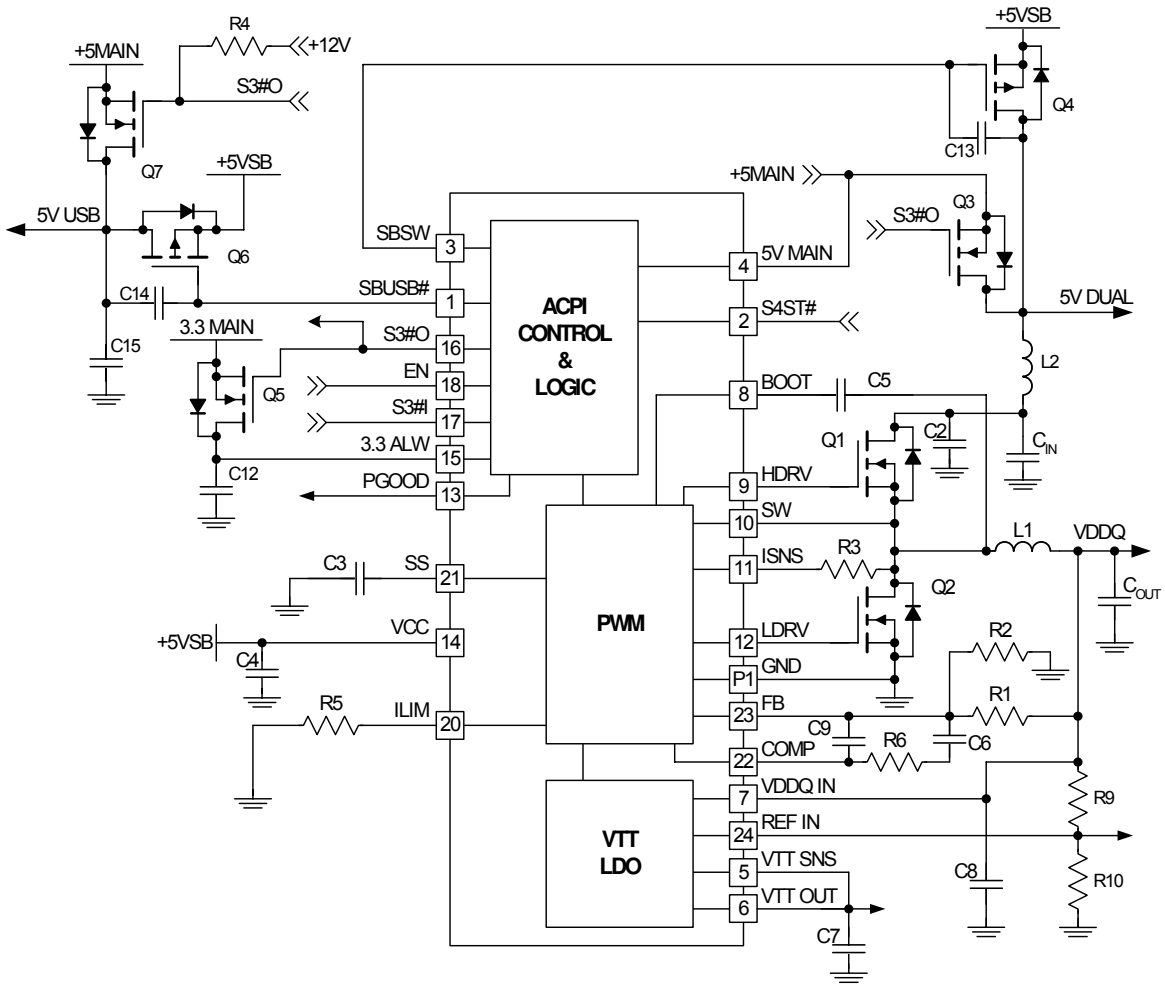 +5VSB
R4
+5MAIN
+12V
S3#O
Q4
Q7
C13
+5VSB
+5MAIN
Q3
5V USB
S3#O
SBSW
3
Q6
4
5V MAIN
C14
SBUSB#
1
ACPI
CONTROL
&
LOGIC
2
S4ST#
5V DUAL
3.3 MAIN
C15
S3#O
16
L2
Q5
EN
18
8
BOOT
C5
S3#I
17
Q1
C2
CIN
3.3 ALW
15
C12
PGOOD
13
9
HDRV
10
SW
L1
VDDQ
C3
SS
21
11
ISNS
R3
Q2
COUT
PWM
+5VSB
VCC
14
12
LDRV
R2
C4
P1
GND
R5
ILIM
20
23
FB
R1
C9
R6
C6
22
COMP
7
VDDQ IN
R9
24
REF IN
VTT
LDO
5
VTT SNS
C8
R10
6
VTT OUT
C7